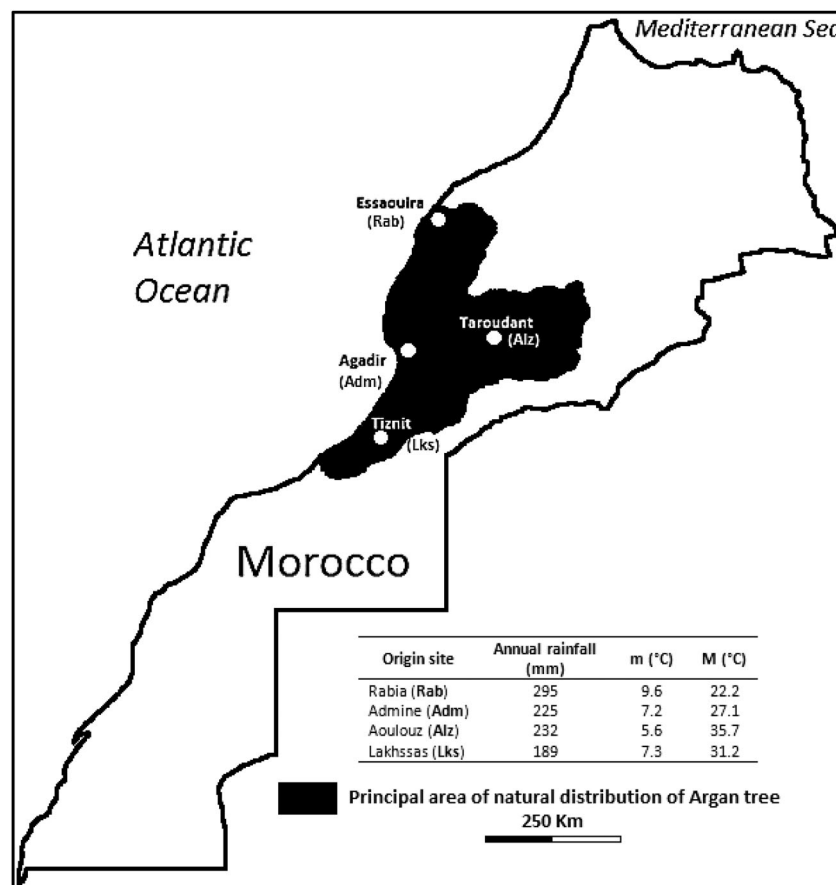 Mediterranean Sea
Essaouira
(Rab)
Atlantic
Ocean
Taroudant
(Alz)
Agadir
(Adm)
Tiznit
(Lks)
Morocco
Origin site Annual rainfall (mm) m (°C) M (°C)
Rabia (Rab) 295 9.6 22.2
Admine (Adm) 225 7.2 27.1
Aoulouz (Alz) 232 5.6 35.7
Lakhssas (Lks) 189 7.3 31.2
Principal area of natural distribution of Argan tree
250 Km